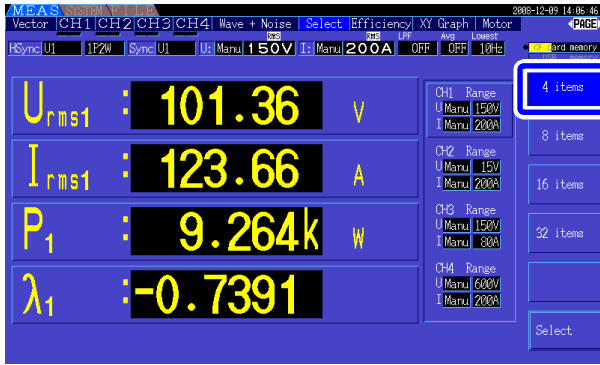 MEAS SYSTEM FILE 2008-12-09 14:06:46
Vector CH1 CH2 CH3 CH4 Wave + Noise Select Efficiency XY Graph Motor PAGE
RMS RMS LPF Avg Lowest
HSync U1 1P2W Sync U1 U: Manu 150V I: Manu 200A OFF OFF 10Hz CF Card memory
USB memory
4 items
8 items
16 items
32 items
Select
Urms1 : 101.36 V
Irms1 : 123.66 A
P1 : 9.264k W
λ1 :-0.7391
CH1 Range
U Manu 150V
I Manu 200A
CH2 Range
U Manu 15V
I Manu 200A
CH3 Range
U Manu 150V
I Manu 80A
CH4 Range
U Manu 600V
I Manu 200A